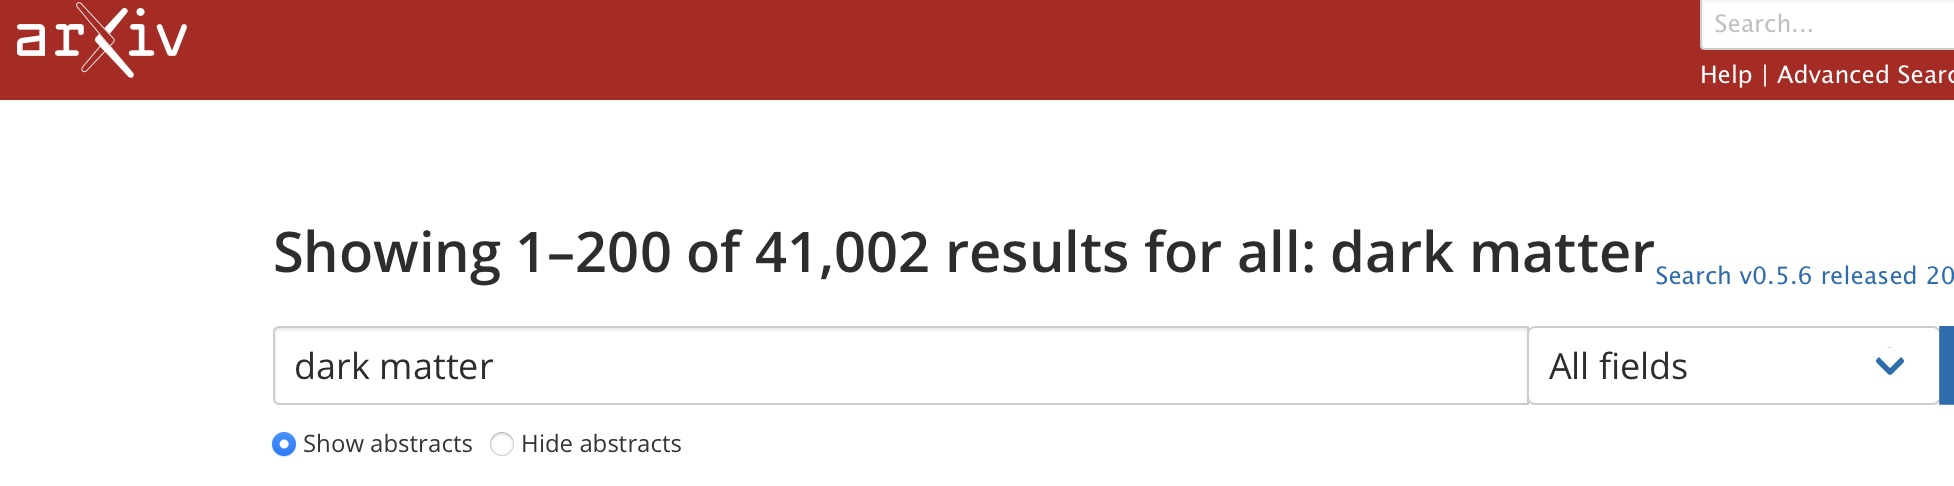 arXiv
Search...
Help | Advanced Sear
Showing 1–200 of 41,002 results for all: dark matter
Search v0.5.6 released 20
dark matter
All fields
Show abstracts
Hide abstracts